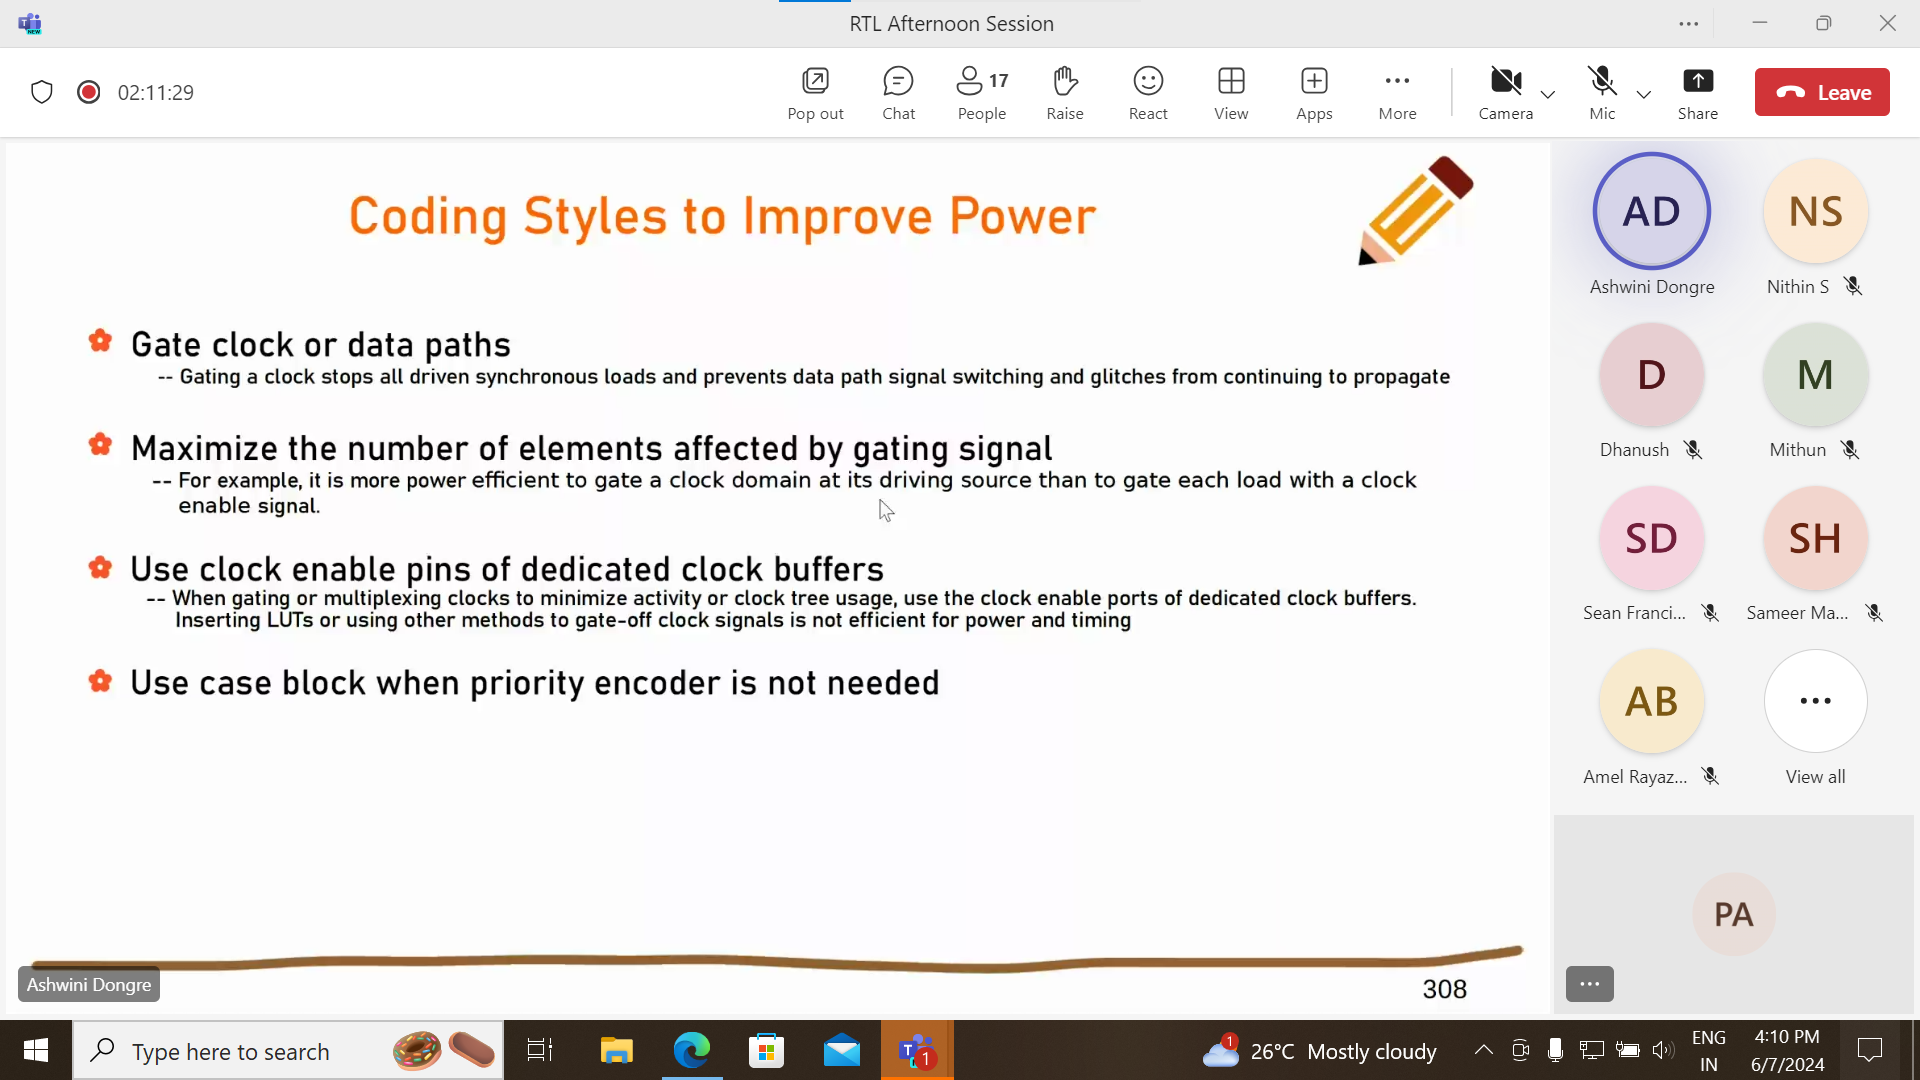 RTL Afternoon Session
NEW
02:11:29
Pop out
Chat
17
People
Raise
React
View
Apps
More
Camera
Mic
Share
Leave
Coding Styles to Improve Power
Gate clock or data paths
-- Gating a clock stops all driven synchronous loads and prevents data path signal switching and glitches from continuing to propagate
Maximize the number of elements affected by gating signal
-- For example, it is more power efficient to gate a clock domain at its driving source than to gate each load with a clock
enable signal.
Use clock enable pins of dedicated clock buffers
-- When gating or multiplexing clocks to minimize activity or clock tree usage, use the clock enable ports of dedicated clock buffers.
Inserting LUTs or using other methods to gate-off clock signals is not efficient for power and timing
Use case block when priority encoder is not needed
Ashwini Dongre
308
AD
Ashwini Dongre
NS
Nithin S
D
Dhanush
M
Mithun
SD
Sean Franci...
SH
Sameer Ma...
AB
Amel Rayaz...
View all
PA
Type here to search
T
1
1
26°C Mostly cloudy
ENG
IN
4:10 PM
6/7/2024